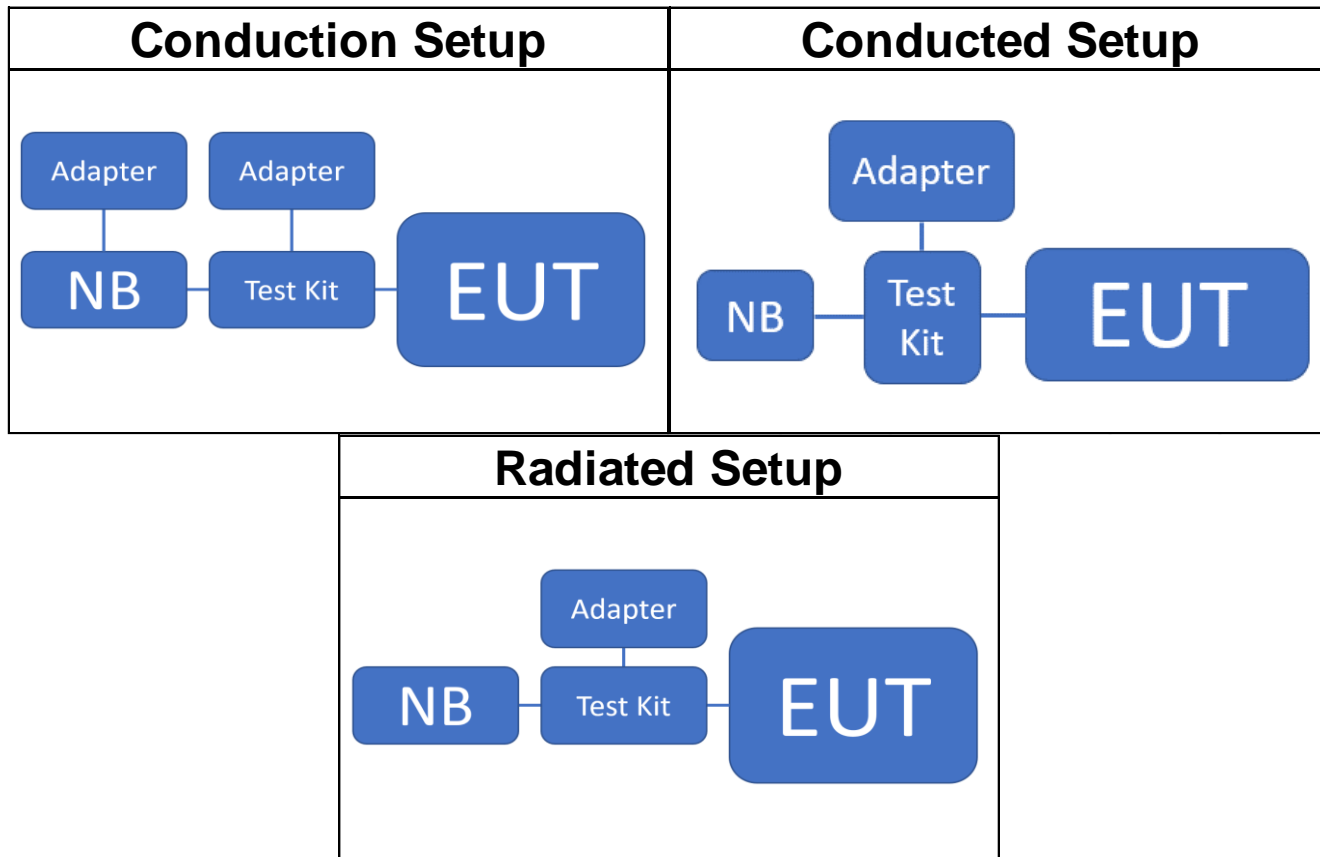 Conduction Setup
Conducted Setup
Adapter
Adapter
NB
Test Kit
EUT
Adapter
NB
Test
Kit
EUT
Radiated Setup
Adapter
NB
Test Kit
EUT